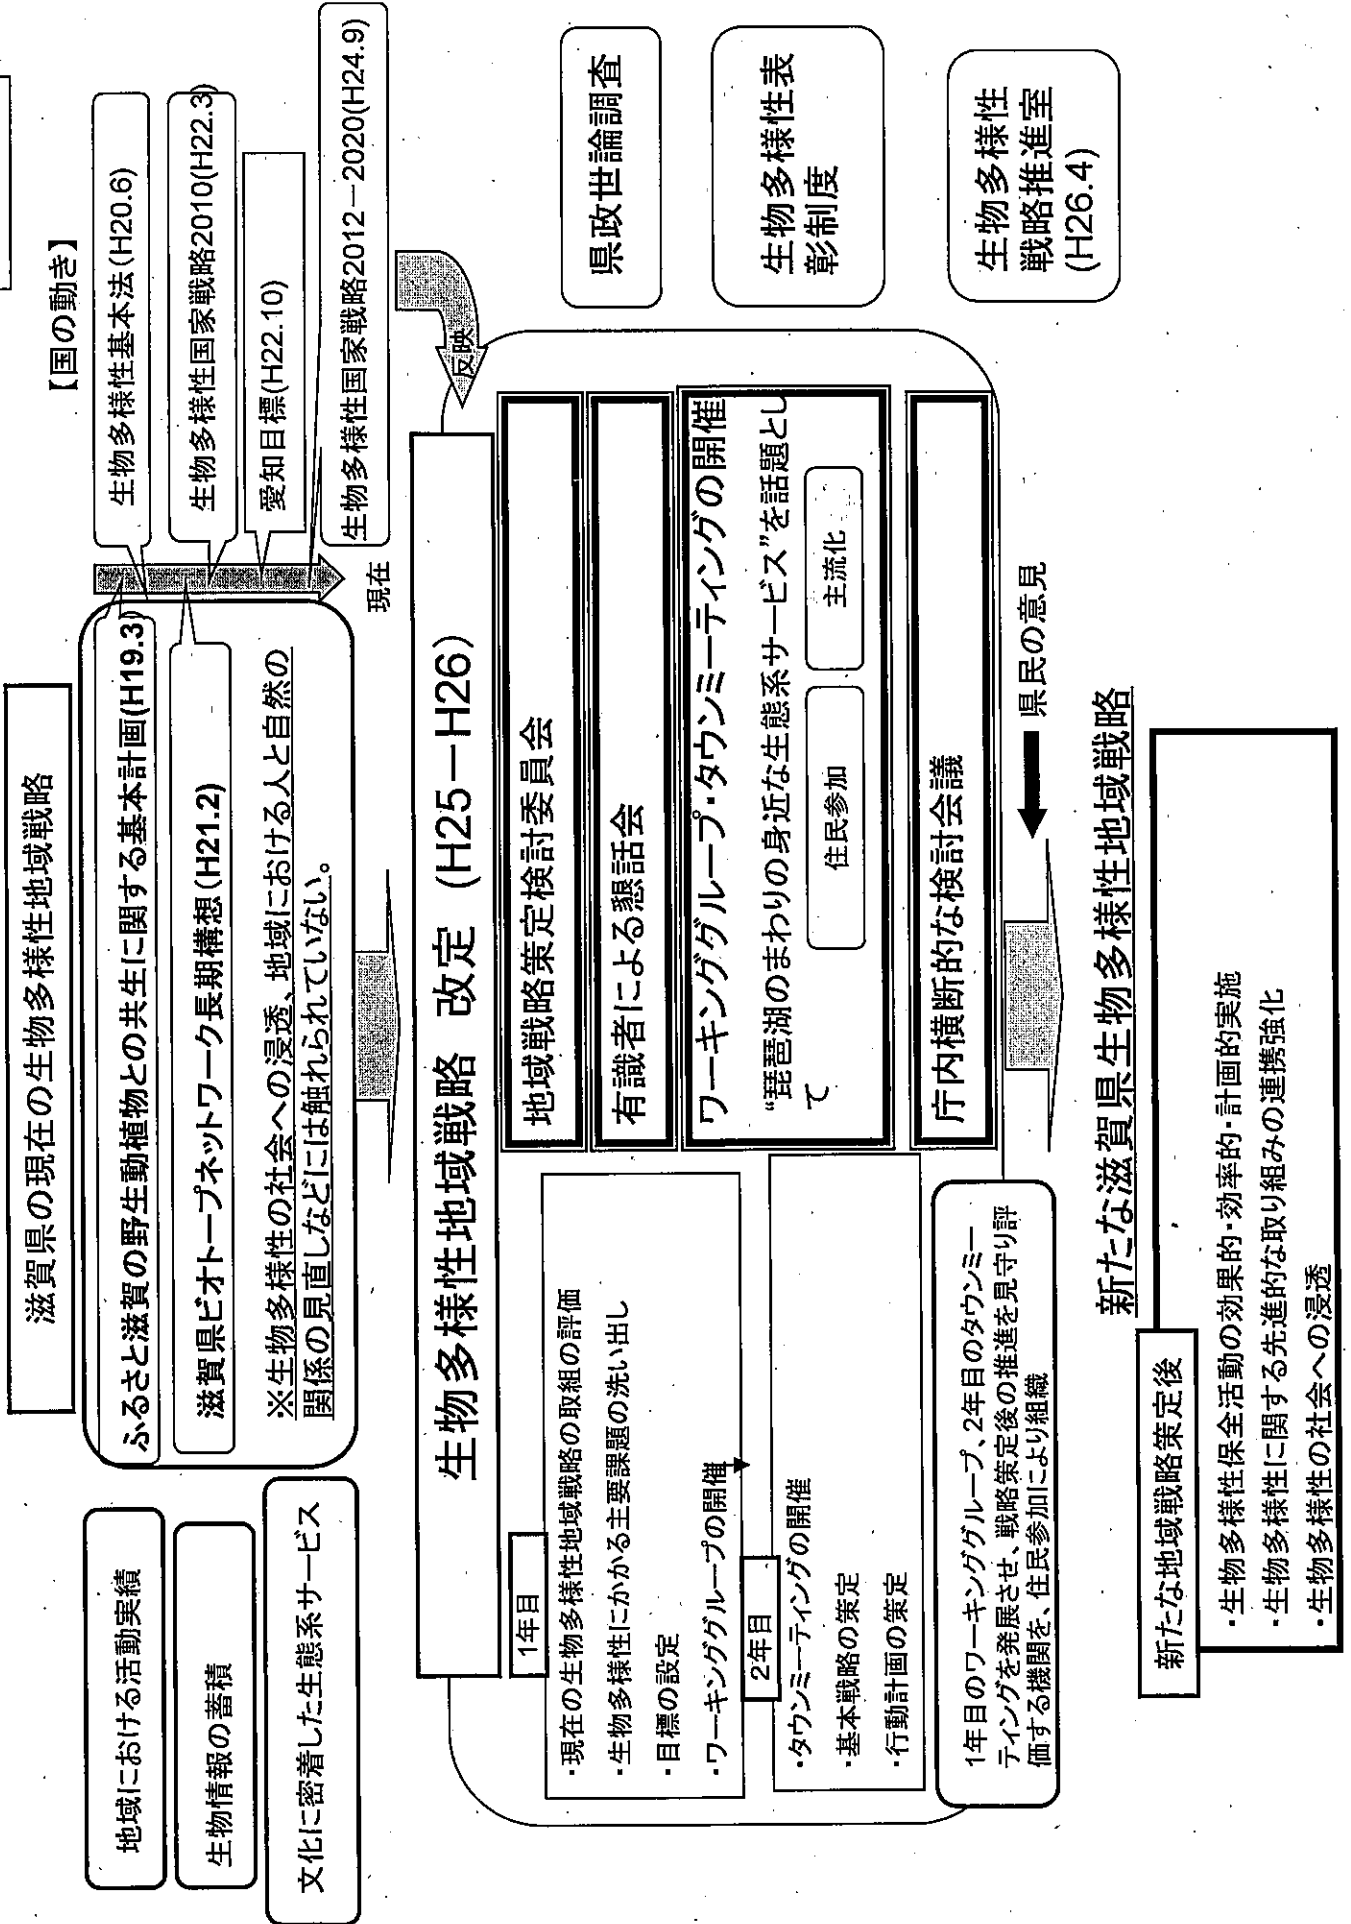 滋賀県の現在の生物多様性地域戦略
【国の動き】
地域における活動実績
生物情報の蓄積
文化に密着した生態系サービス
ふるさと滋賀の野生動植物との共生に関する基本計画(H19.3)
滋賀県ビオトープネットワーク長期構想(H21.2)
※生物多様性の社会への浸透、地域における人と自然の
関係の見直しなどには触れられていない。
生物多様性基本法(H20.6)
生物多様性国家戦略2010(H22.3)
愛知目標(H22.10)
生物多様性国家戦略2012－2020(H24.9)
現在
反映
生物多様性地域戦略 改定 (H25－H26)
1年目
・現在の生物多様性地域戦略の取組の評価
・生物多様性にかかる主要課題の洗い出し
・目標の設定
・ワーキンググループの開催
2年目
・タウンミーティングの開催
・基本戦略の策定
・行動計画の策定
1年目のワーキンググループ、2年目のタウンミー
ティングを発展させ、戦略策定後の推進を見守り評
価する機関を、住民参加により組織
地域戦略策定検討委員会
有識者による懇話会
ワーキンググループ・タウンミーティングの開催
“琵琶湖のまわりの身近な生態系サービス”を話題とし
て
住民参加
主流化
庁内横断的な検討会議
県政世論調査
生物多様性表
彰制度
生物多様性
戦略推進室
(H26.4)
県民の意見
新たな滋賀県生物多様性地域戦略
新たな地域戦略策定後
・生物多様性保全活動の効果的・効率的・計画的実施
・生物多様性に関する先進的な取り組みの連携強化
・生物多様性の社会への浸透